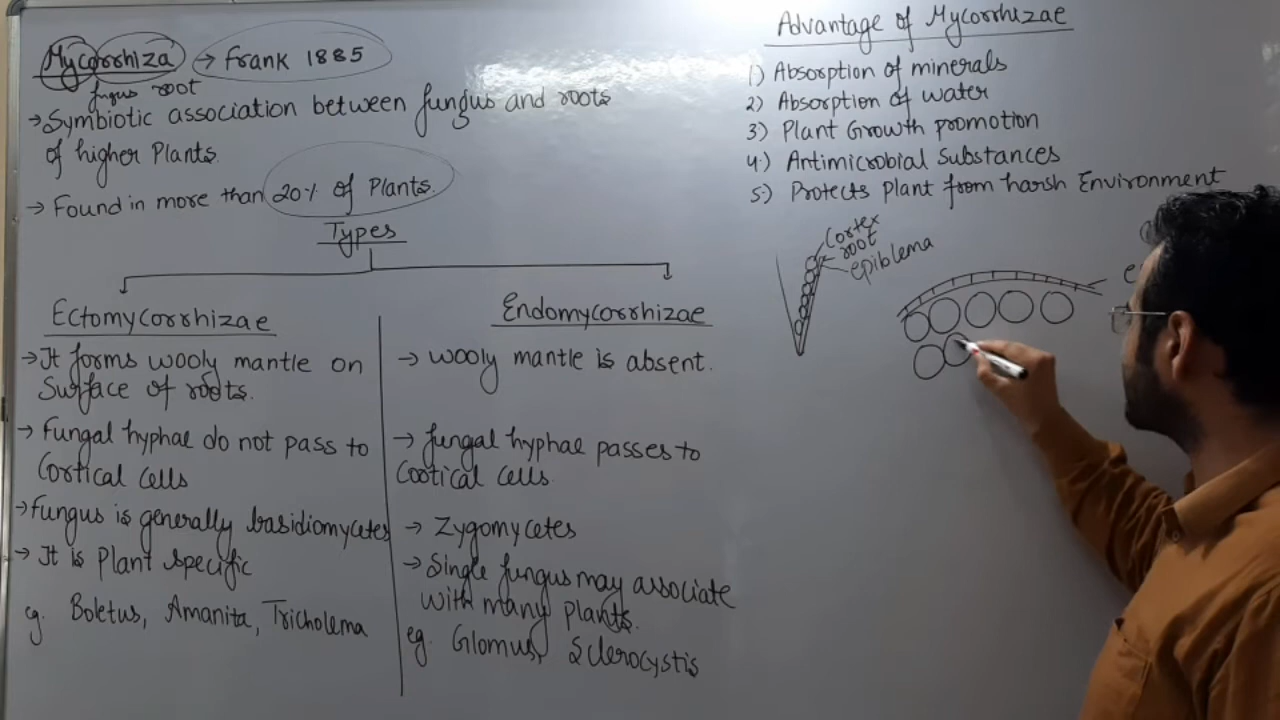 Mycorrhiza → Frank 1885
fungus root
→ Symbiotic association between fungus and roots
of higher Plants.
→ Found in more than 20% of Plants.
Types
Ectomycorrhizae
→ It forms wooly mantle on
Surface of roots.
→ Fungal hyphae do not pass to
Cortical Cells
→ Fungus is generally basidiomycetes
→ It is Plant specific
eg. Boletus, Amanita, Tricholema
Endomycorrhizae
→ wooly mantle is absent.
→ fungal hyphae passes to
Cortical cells.
→ Zygomycetes
→ Single fungus may associate
with many plants.
eg. Glomus, Sclerocystis
Advantage of Mycorrhizae
1) Absorption of minerals
2) Absorption of water
3) Plant Growth promotion
4.) Antimicrobial Substances
5.) Protects Plant from harsh Environment
Cortex
root
epiblema